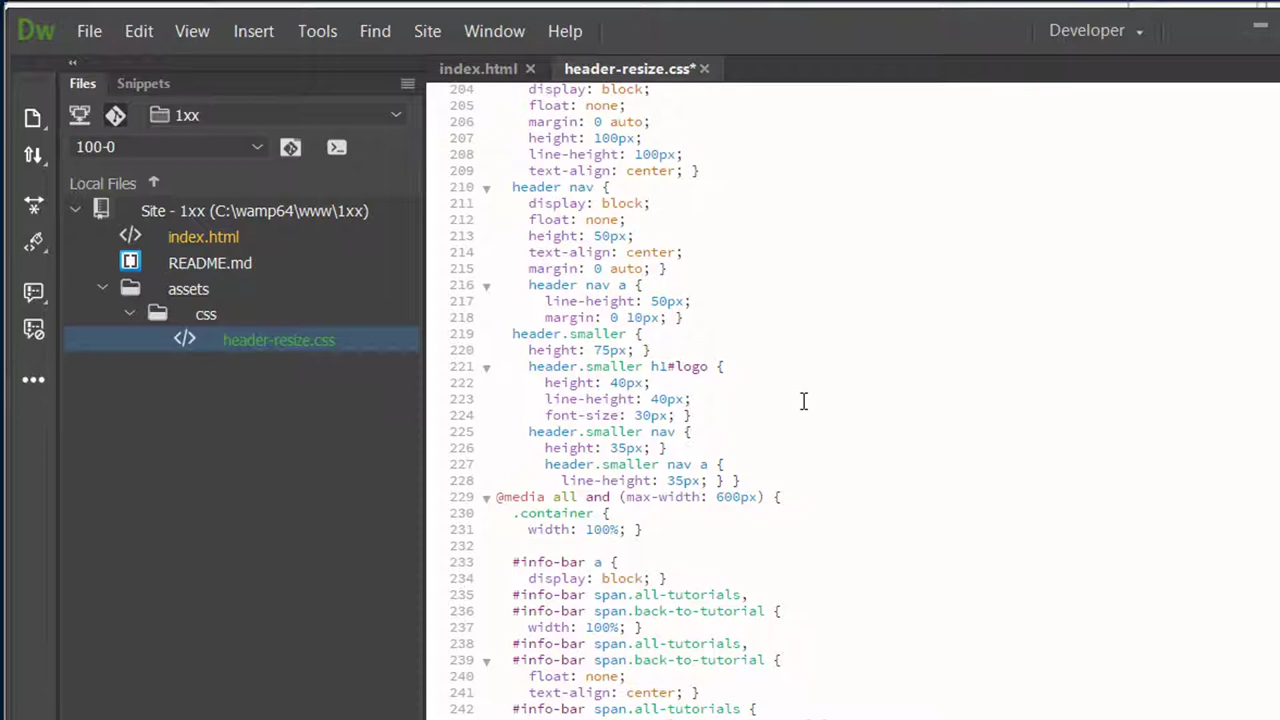 Dw File Edit View Insert Tools Find Site Window Help Developer
Files Snippets
index.html × header-resize.css* ×
1xx
100-0
Local Files
Site - 1xx (C:\wamp64\www\1xx)
index.html
README.md
assets
css
header-resize.css
204 display: block;
205 float: none;
206 margin: 0 auto;
207 height: 100px;
208 line-height: 100px;
209 text-align: center; }
210 header nav {
211 display: block;
212 float: none;
213 height: 50px;
214 text-align: center;
215 margin: 0 auto; }
216 header nav a {
217 line-height: 50px;
218 margin: 0 10px; }
219 header.smaller {
220 height: 75px; }
221 header.smaller h1#logo {
222 height: 40px;
223 line-height: 40px;
224 font-size: 30px; }
225 header.smaller nav {
226 height: 35px; }
227 header.smaller nav a {
228 line-height: 35px; } }
229 @media all and (max-width: 600px) {
230 .container {
231 width: 100%; }
232
233 #info-bar a {
234 display: block; }
235 #info-bar span.all-tutorials,
236 #info-bar span.back-to-tutorial {
237 width: 100%; }
238 #info-bar span.all-tutorials,
239 #info-bar span.back-to-tutorial {
240 float: none;
241 text-align: center; }
242 #info-bar span.all-tutorials {